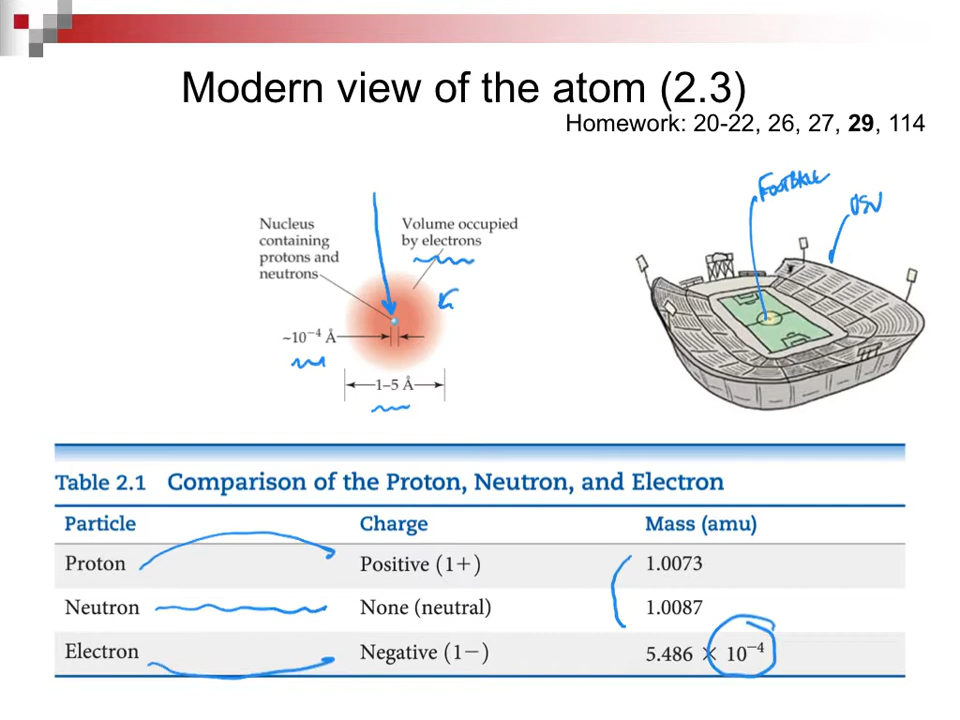 Modern view of the atom (2.3)
Homework: 20-22, 26, 27, 29, 114
Nucleus
containing
protons and
neutrons
Volume occupied
by electrons
~10⁻⁴ Å
1–5 Å
Table 2.1 Comparison of the Proton, Neutron, and Electron
Particle Charge Mass (amu)
Proton Positive (1+) 1.0073
Neutron None (neutral) 1.0087
Electron Negative (1−) 5.486 × 10⁻⁴